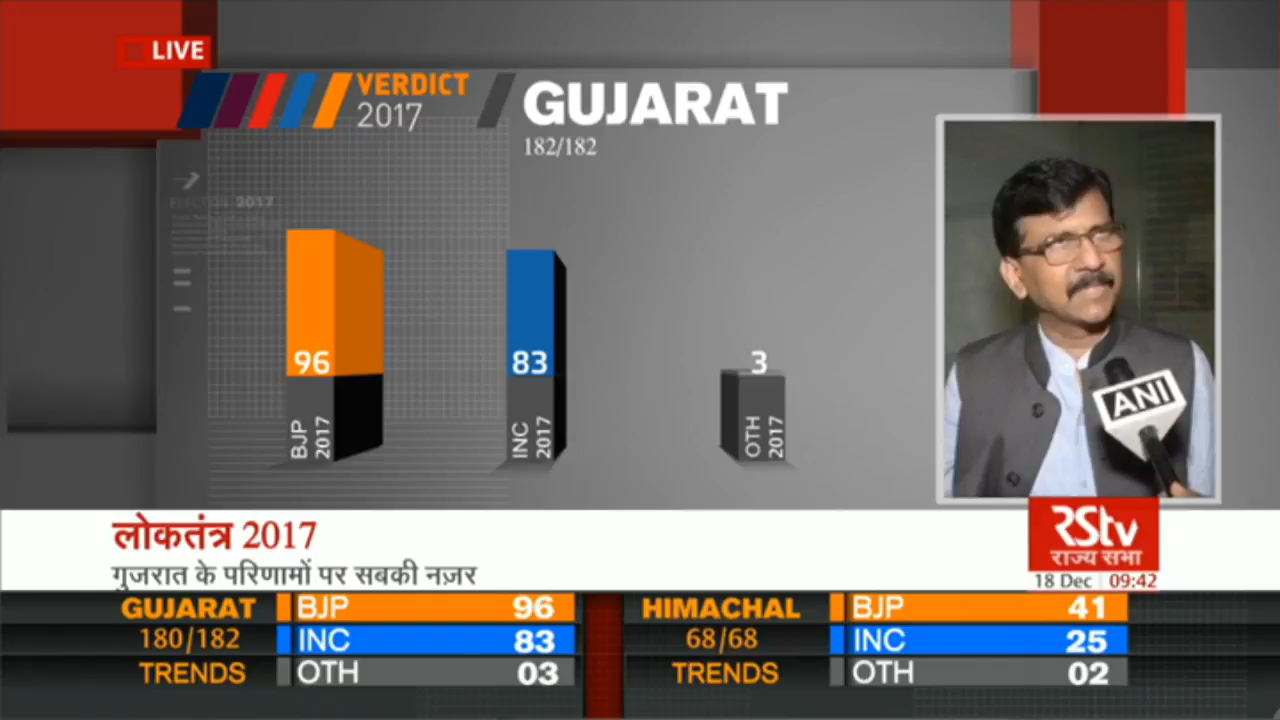 LIVE
VERDICT
2017
GUJARAT
182/182
ELECTION 2017
96
BJP
2017
83
INC
2017
3
OTH
2017
ANI
लोकतंत्र 2017
गुजरात के परिणामों पर सबकी नज़र
RStv
राज्य सभा
18 Dec 09:42
GUJARAT
180/182
TRENDS
BJP 96
INC 83
OTH 03
HIMACHAL
68/68
TRENDS
BJP 41
INC 25
OTH 02